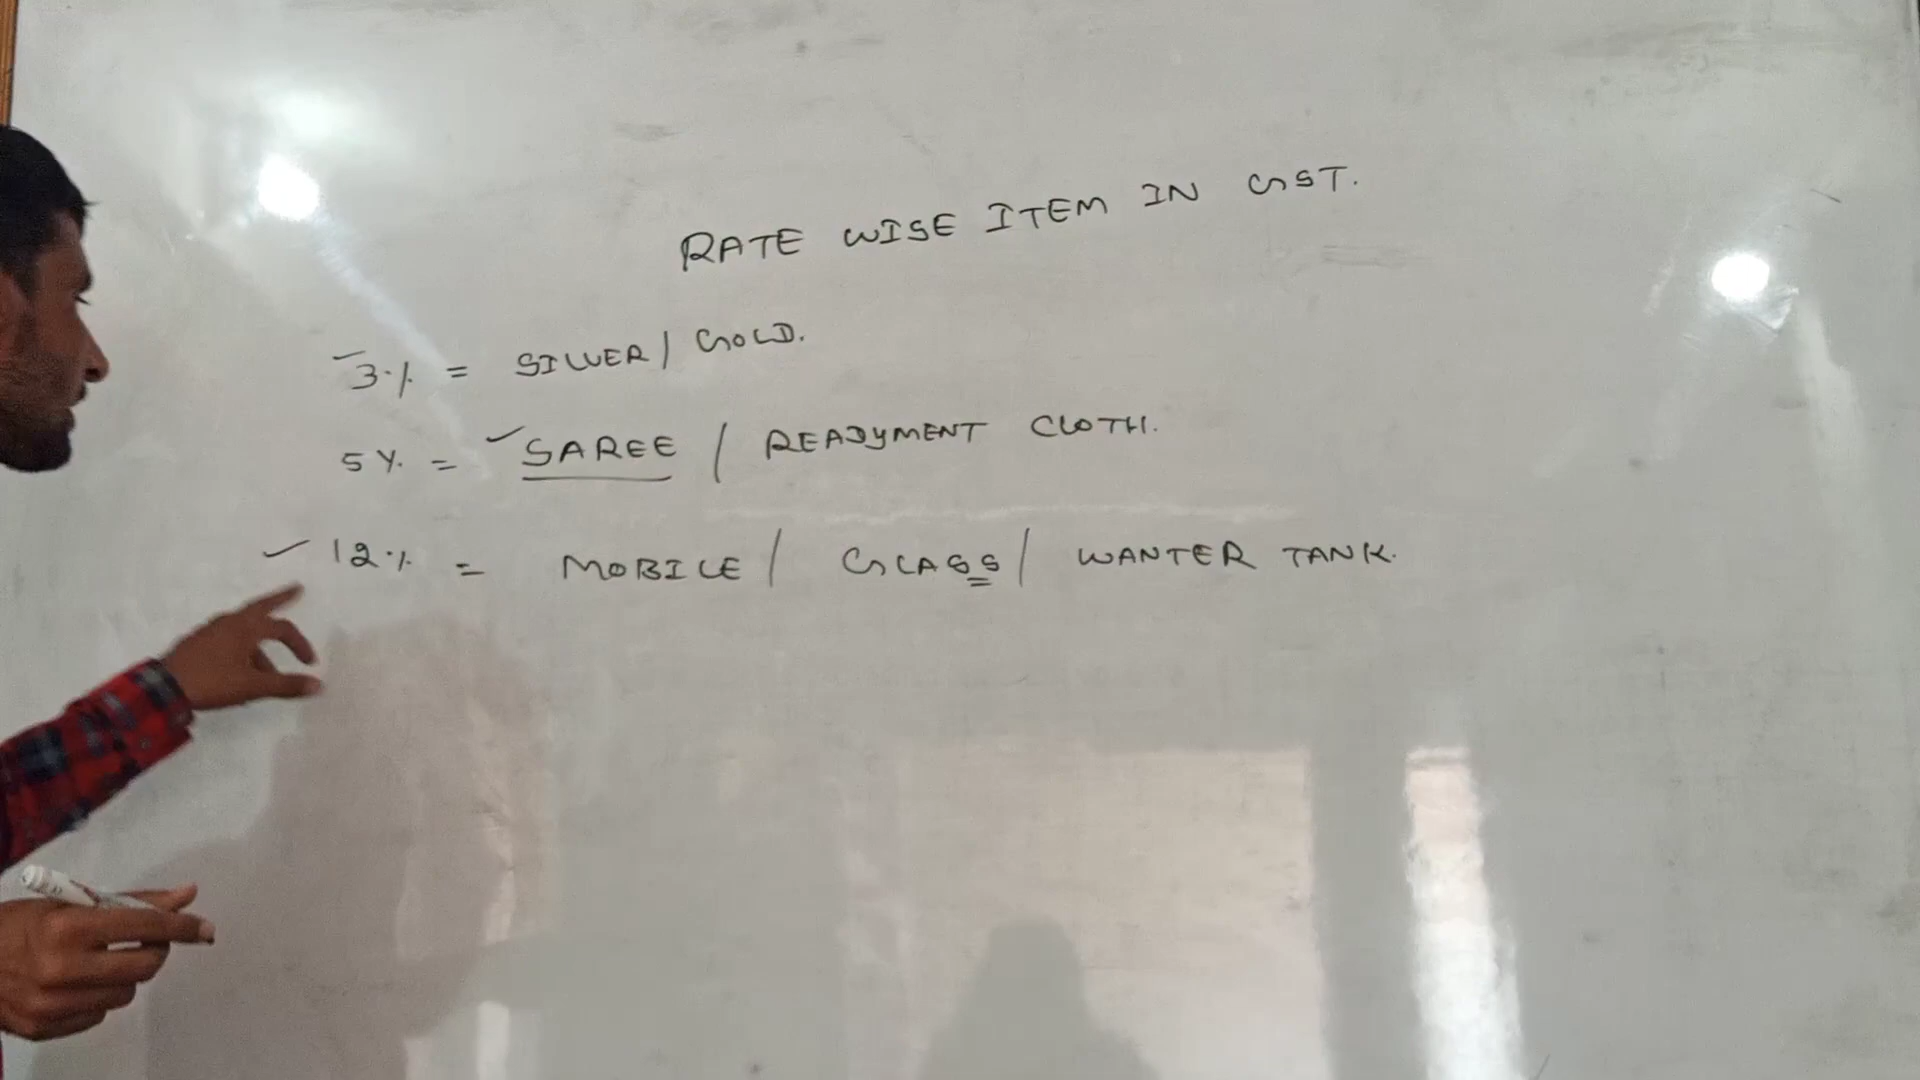 RATE WISE ITEM IN GST.
3% = SILVER / GOLD.
5% = SAREE / READYMENT CLOTH.
12% = MOBILE / GLASS / WANTER TANK.